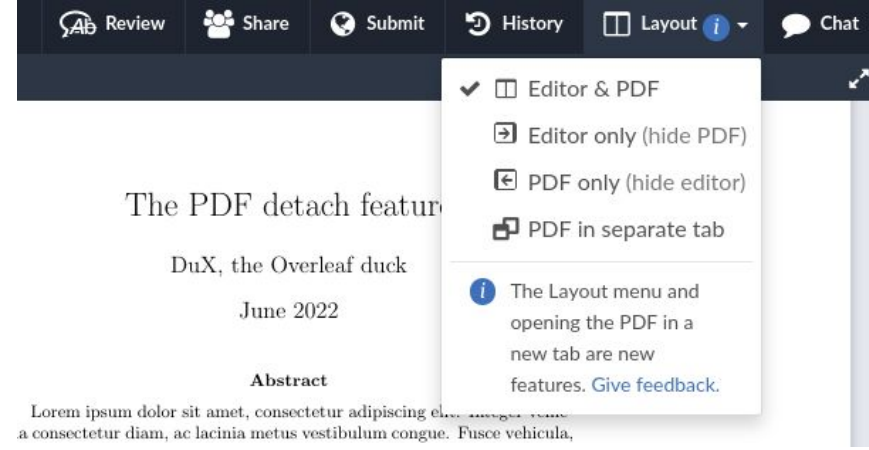 Review Share Submit History Layout i Chat
Editor & PDF
Editor only (hide PDF)
PDF only (hide editor)
PDF in separate tab
i The Layout menu and
opening the PDF in a
new tab are new
features. Give feedback.
The PDF detach featur
DuX, the Overleaf duck
June 2022
Abstract
Lorem ipsum dolor sit amet, consectetur adipiscing elit. Integer
a consectetur diam, ac lacinia metus vestibulum congue. Fusce vehicula,